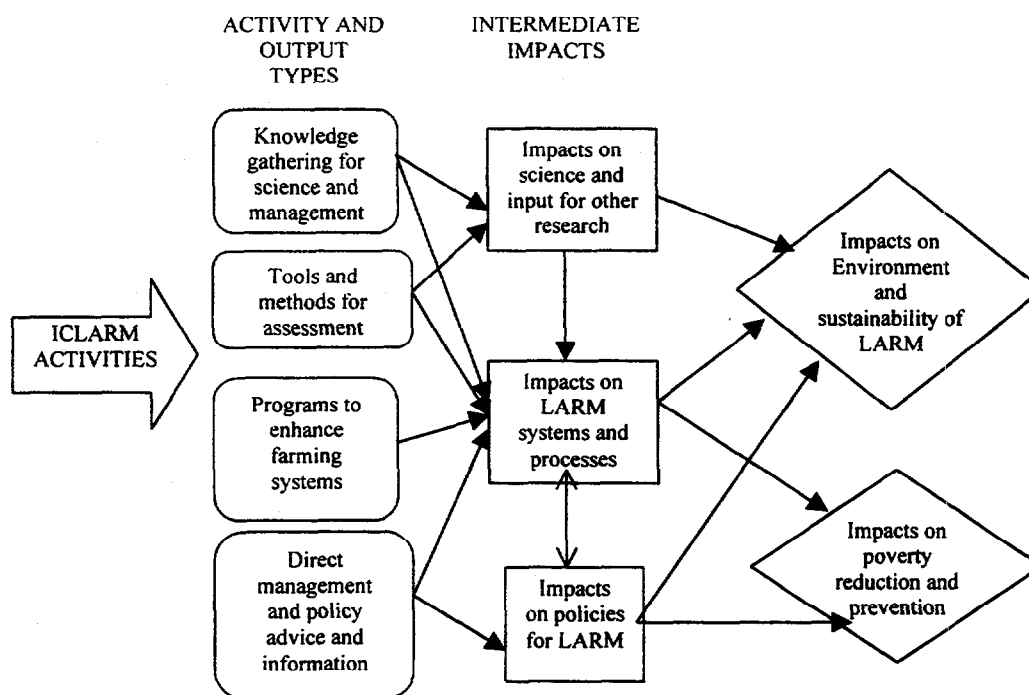 ACTIVITY AND
OUTPUT
TYPES
INTERMEDIATE
IMPACTS
Knowledge
gathering for
science and
management
Impacts on
science and
input for other
research
Impacts on
Environment
and
sustainability of
LARM
Tools and
methods for
assessment
ICLARM
ACTIVITIES
Impacts on
LARM
systems and
processes
Programs to
enhance
farming
systems
Impacts on
poverty
reduction and
prevention
Direct
management
and policy
advice and
information
Impacts
on policies
for LARM